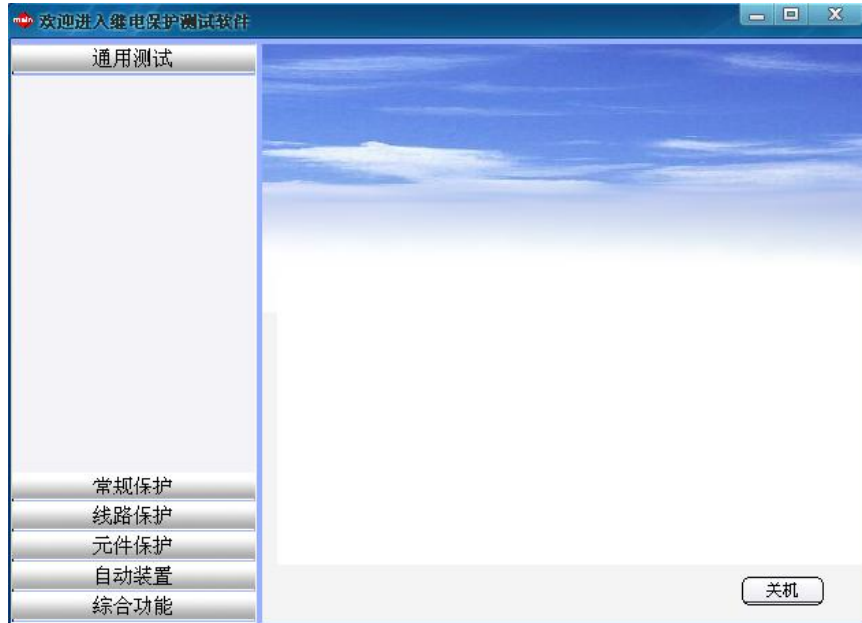 main 欢迎进入继电保护测试软件
通用测试
常规保护
线路保护
元件保护
自动装置
综合功能
关机